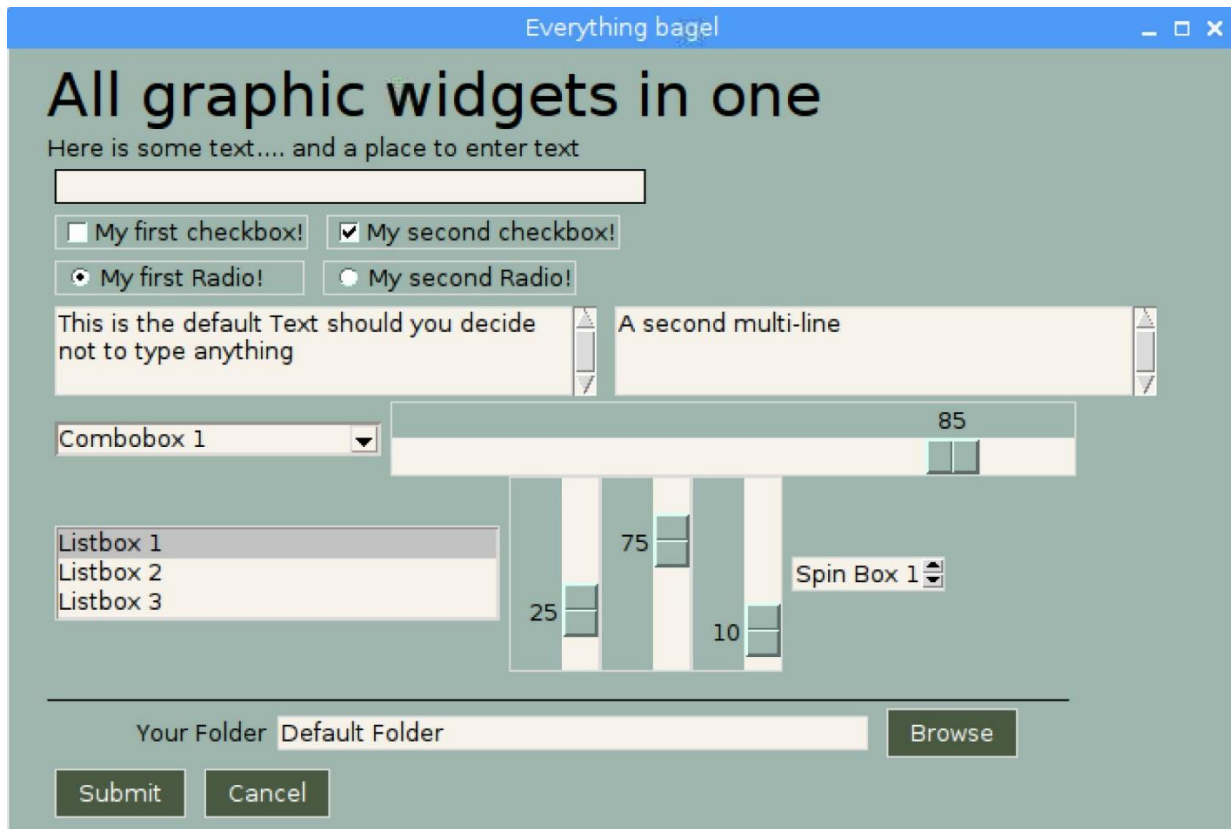 Everything bagel
All graphic widgets in one
Here is some text.... and a place to enter text
My first checkbox! My second checkbox!
My first Radio! My second Radio!
This is the default Text should you decide
not to type anything
A second multi-line
Combobox 1
85
Listbox 1
Listbox 2
Listbox 3
25
75
10
Spin Box 1
Your Folder Default Folder Browse
Submit Cancel